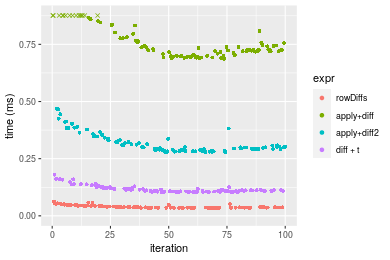 0.75
0.50
0.25
0.00
time (ms)
0
25
50
75
100
iteration
expr
rowDiffs
apply+diff
apply+diff2
diff + t